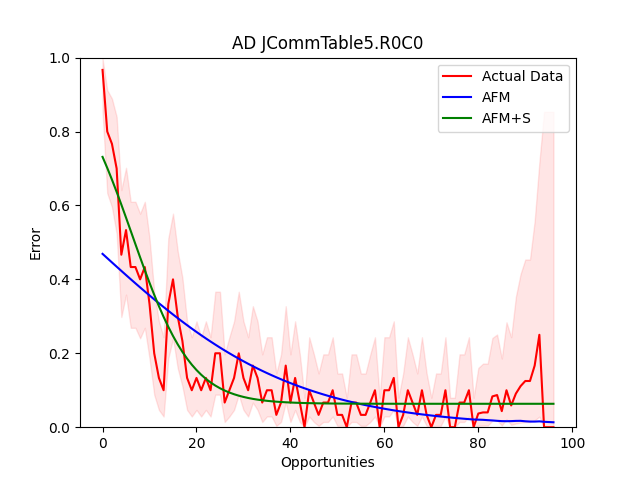 AD JCommTable5.R0C0
Actual Data
AFM
AFM+S
Error
1.0
0.8
0.6
0.4
0.2
0.0
0 20 40 60 80 100
Opportunities